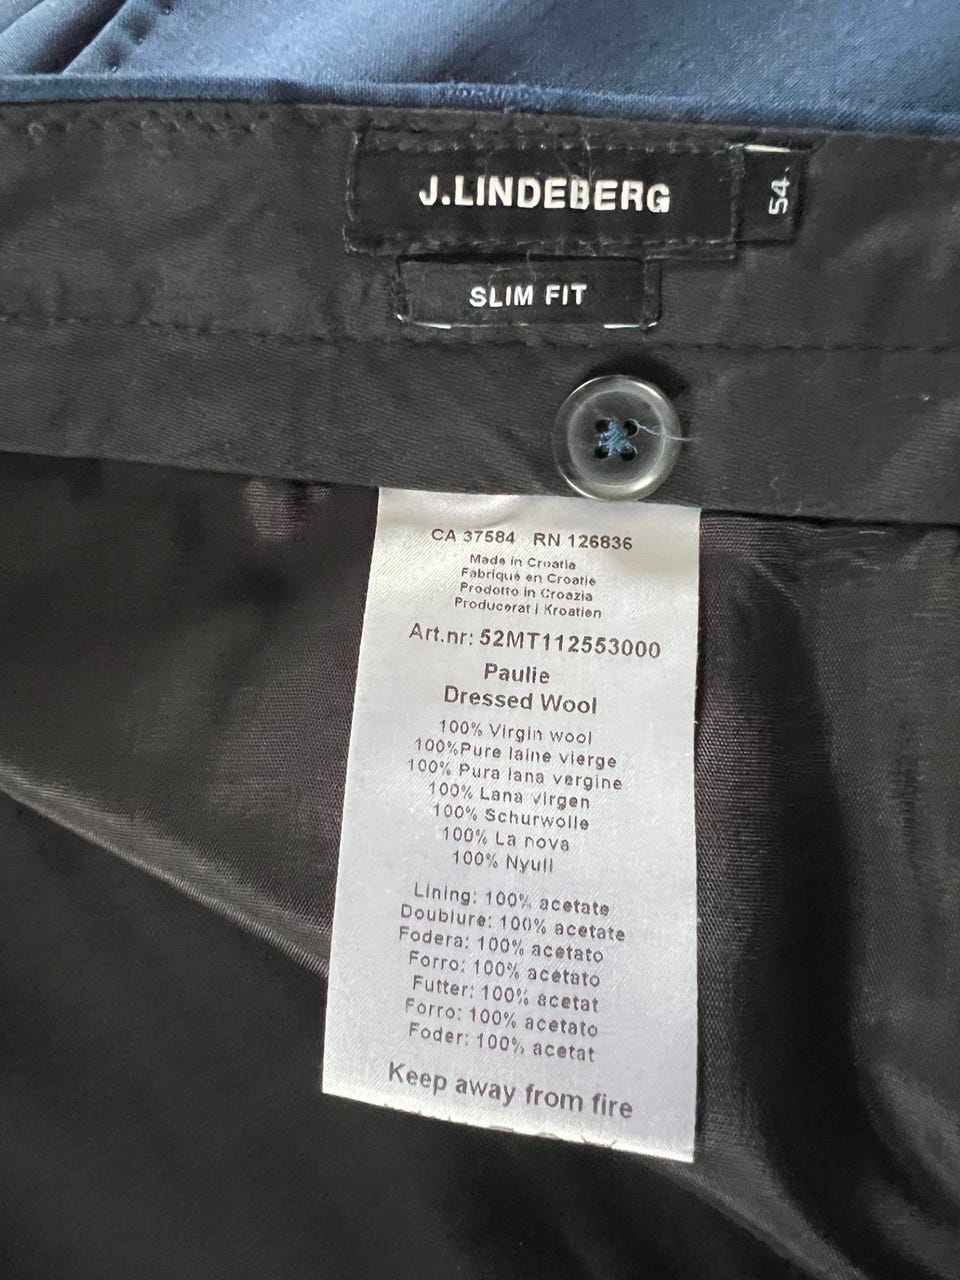 J.LINDEBERG
54
SLIM FIT
CA 37584 RN 126836
Made in Croatia
Fabriqué en Croatie
Prodotto in Croazia
Producerat i Kroatien
Art.nr: 52MT112553000
Paulie
Dressed Wool
100% Virgin wool
100%Pure laine vierge
100% Pura lana vergine
100% Lana virgen
100% Schurwolle
100% La nova
100% Nyull
Lining: 100% acetate
Doublure: 100% acetate
Fodera: 100% acetato
Forro: 100% acetato
Futter: 100% acetat
Forro: 100% acetato
Foder: 100% acetat
Keep away from fire